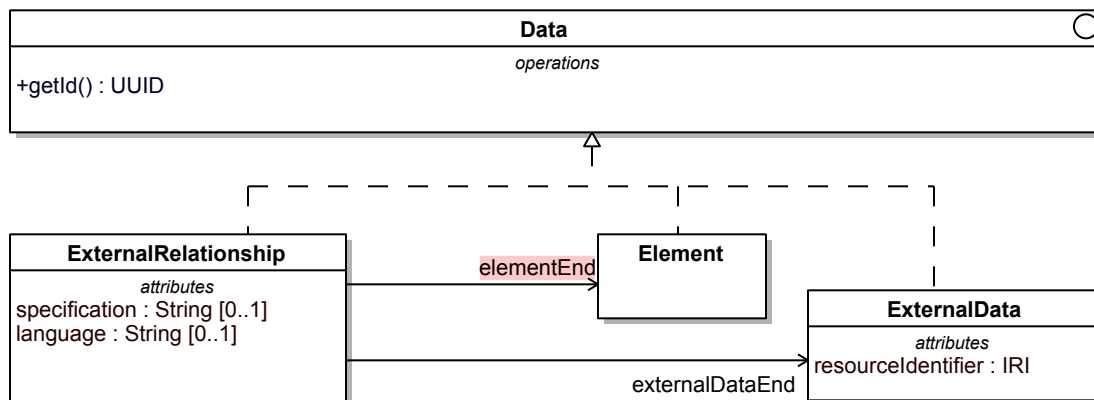 Data
operations
+getId() : UUID
ExternalRelationship
attributes
specification : String [0..1]
language : String [0..1]
elementEnd
Element
externalDataEnd
ExternalData
attributes
resourceIdentifier : IRI